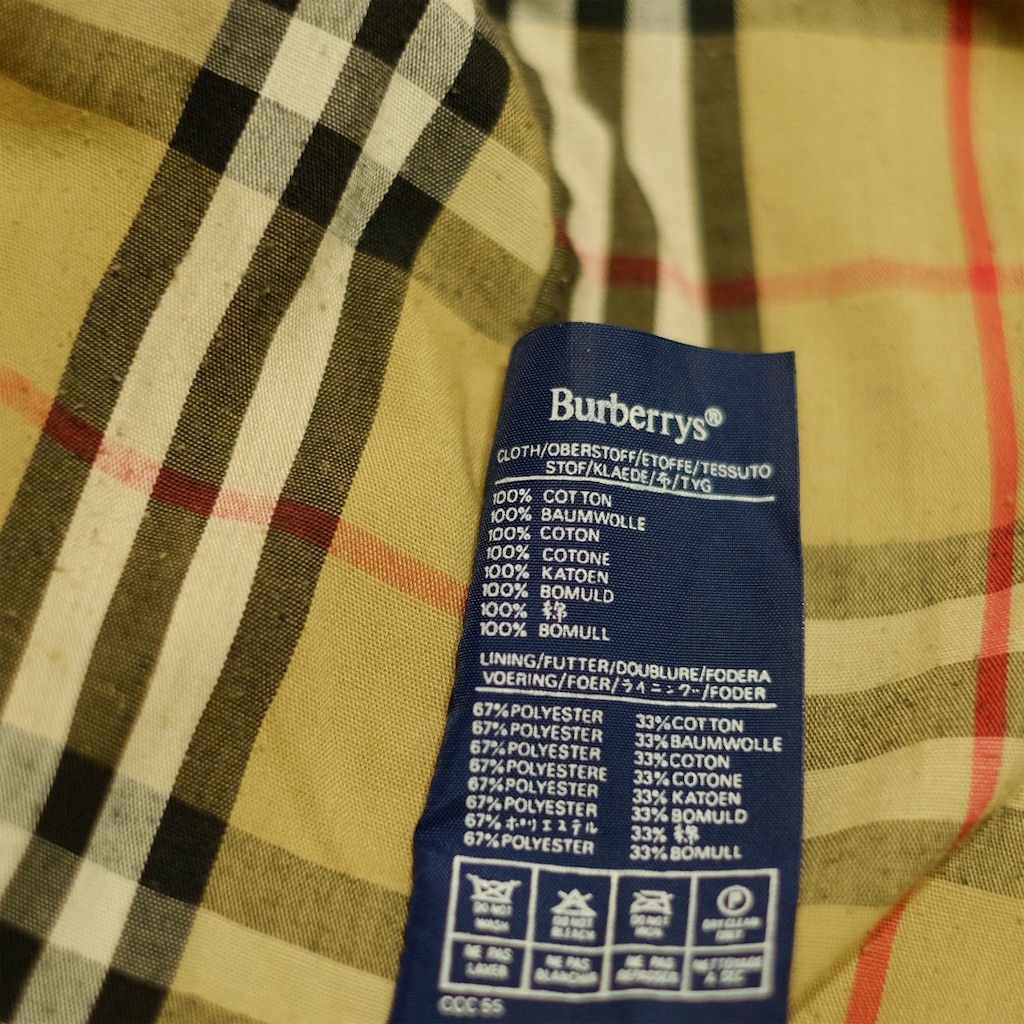 Burberrys®
CLOTH/OBERSTOFF/ETOFFE/TESSUTO
STOF/KLAEDE/布/TYG
100% COTTON
100% BAUMWOLLE
100% COTON
100% COTONE
100% KATOEN
100% BOMULD
100% 綿
100% BOMULL
LINING/FUTTER/DOUBLURE/FODERA
VOERING/FOER/ライニング/FODER
67% POLYESTER 33% COTTON
67% POLYESTER 33% BAUMWOLLE
67% POLYESTER 33% COTON
67% POLYESTERE 33% COTONE
67% POLYESTER 33% KATOEN
67% POLYESTER 33% BOMULD
67% ポリエステル 33% 綿
67% POLYESTER 33% BOMULL
P
DO NOT DO NOT DO NOT DRY CLEAN
WASH BLEACH IRON ONLY
NE PAS NE PAS NE PAS NETTOYAGE
LAVER BLANCHIR REPASSER A SEC
CCC 55